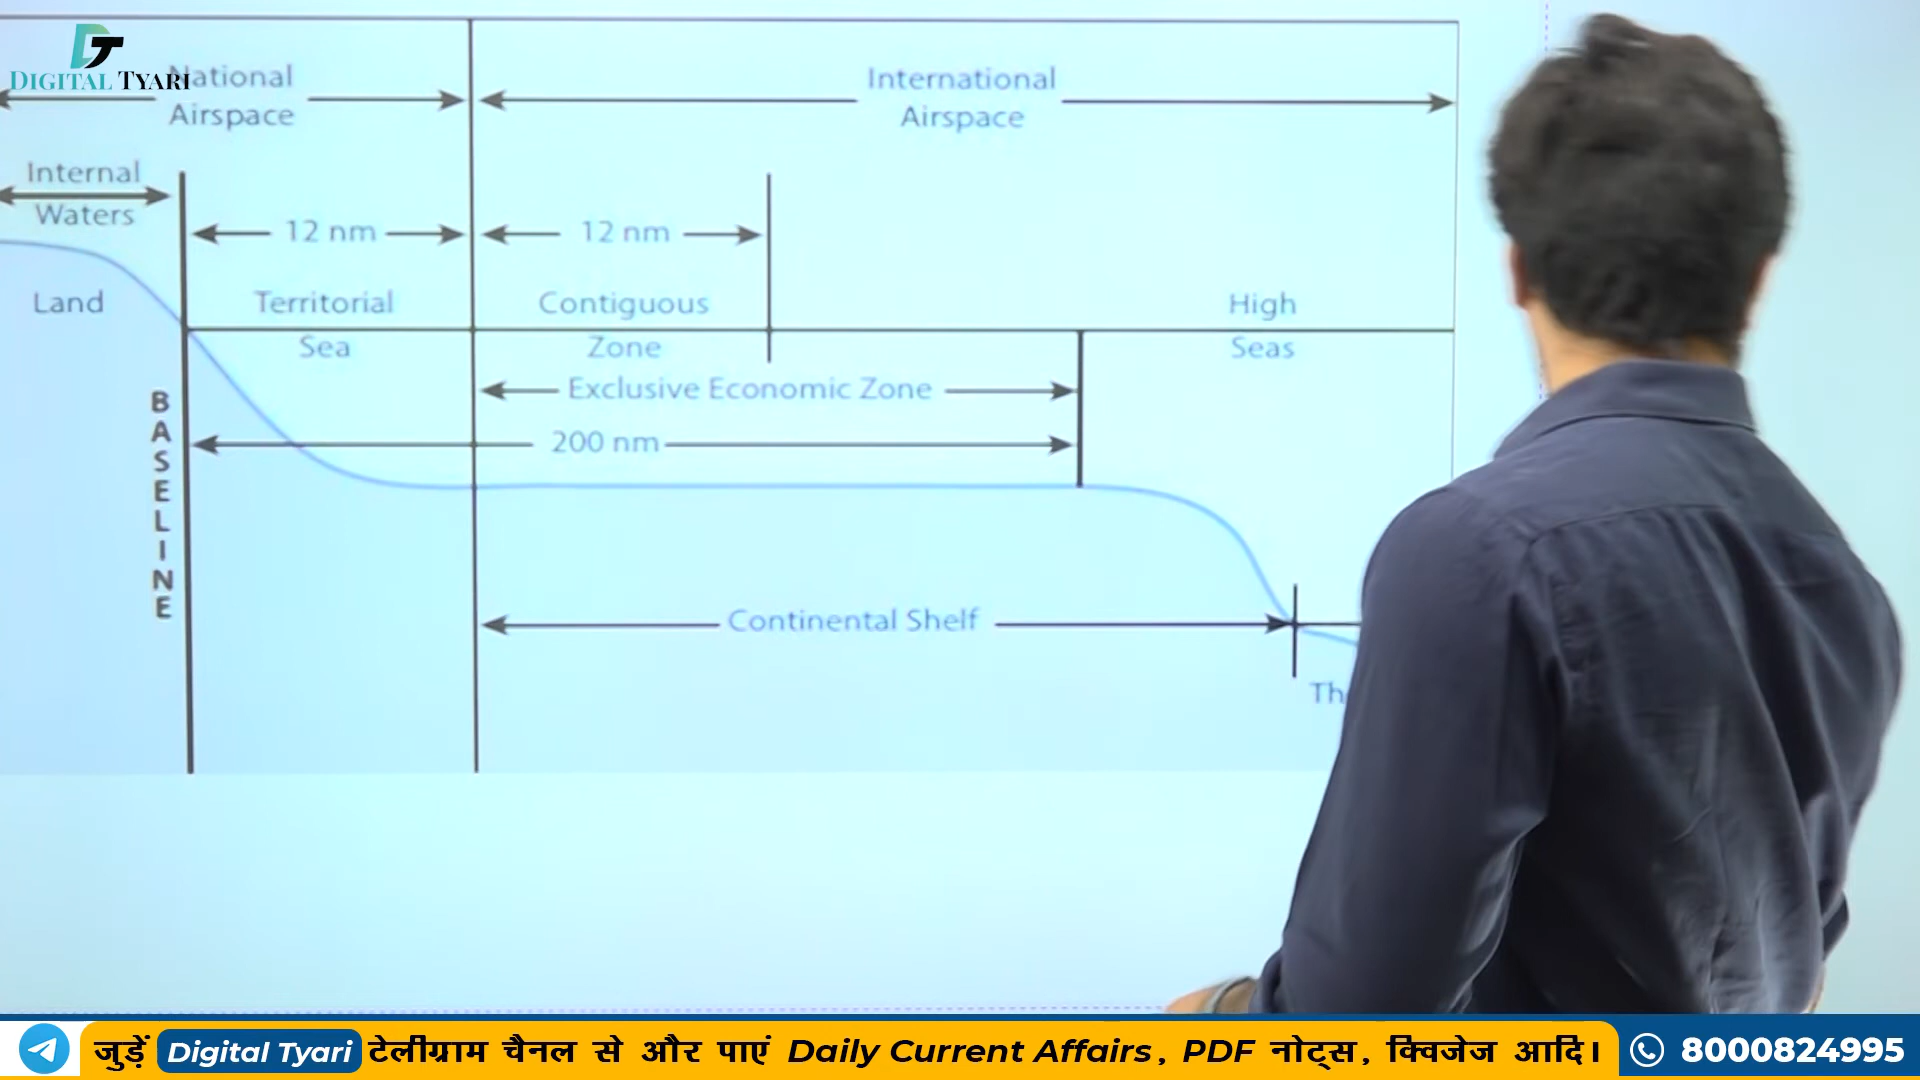 DT
DIGITAL TYARI
National
Airspace
International
Airspace
Internal
Waters
12 nm
12 nm
Land
Territorial
Sea
Contiguous
Zone
High
Seas
Exclusive Economic Zone
200 nm
BASELINE
Continental Shelf
जुड़ें Digital Tyari टेलीग्राम चैनल से और पाएं Daily Current Affairs, PDF नोट्स, क्विजेज आदि।
8000824995